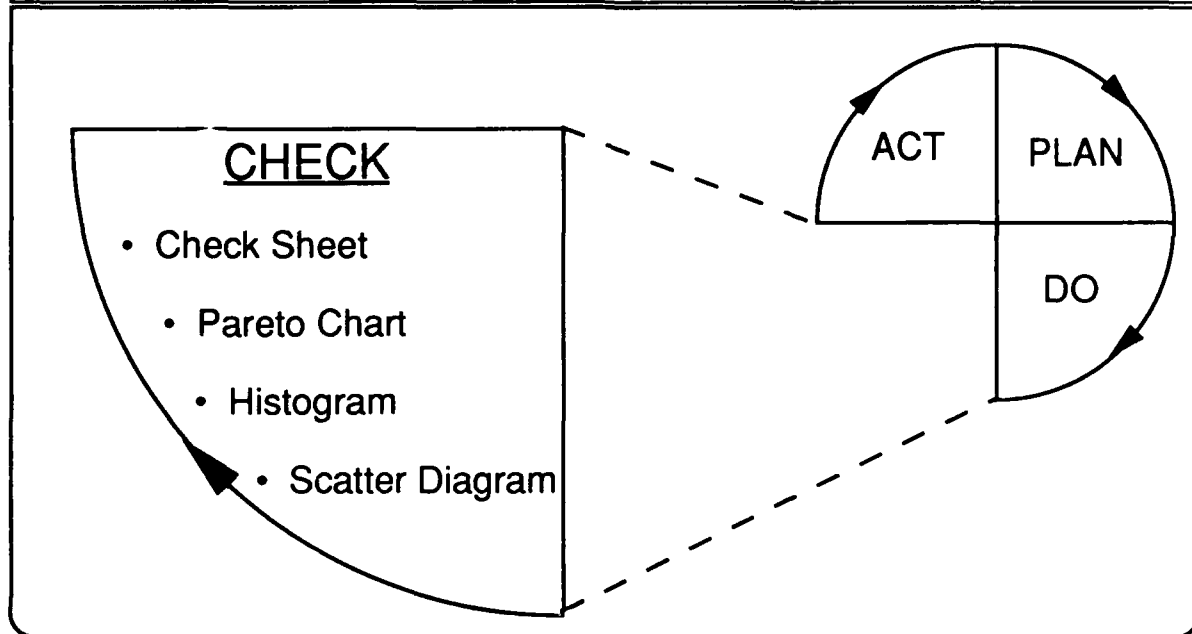 CHECK
• Check Sheet
• Pareto Chart
• Histogram
• Scatter Diagram
ACT
PLAN
DO